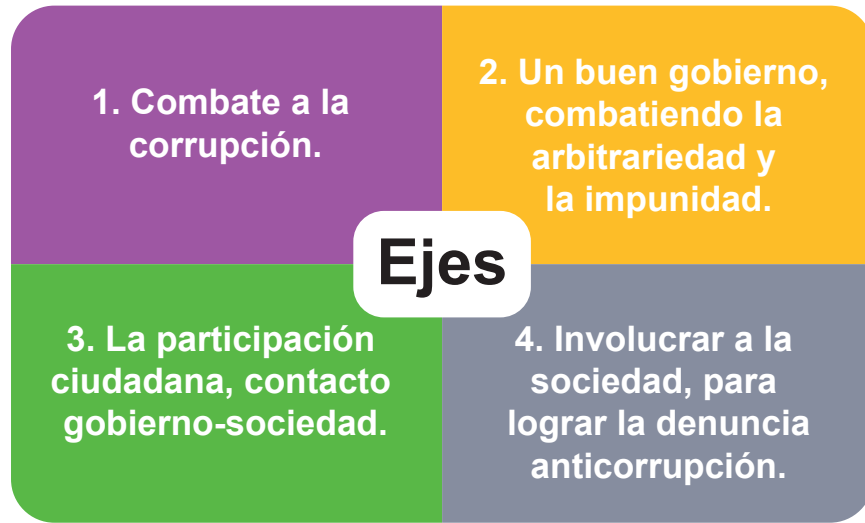 1. Combate a la
corrupción.
2. Un buen gobierno,
combatiendo la
arbitrariedad y
la impunidad.
Ejes
3. La participación
ciudadana, contacto
gobierno-sociedad.
4. Involucrar a la
sociedad, para
lograr la denuncia
anticorrupción.